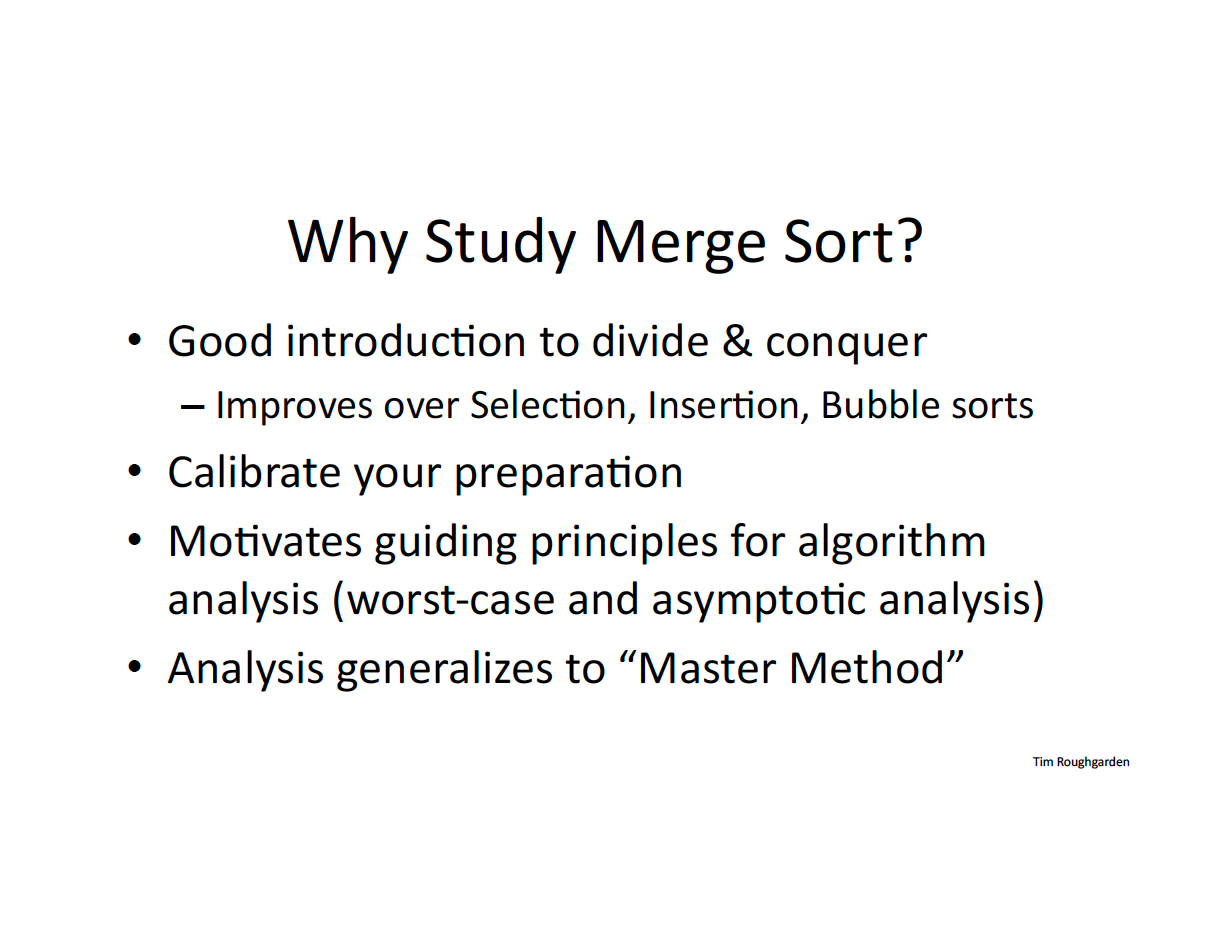 Why Study Merge Sort?
• Good introduction to divide & conquer
– Improves over Selection, Insertion, Bubble sorts
• Calibrate your preparation
• Motivates guiding principles for algorithm
analysis (worst-case and asymptotic analysis)
• Analysis generalizes to “Master Method”
Tim Roughgarden